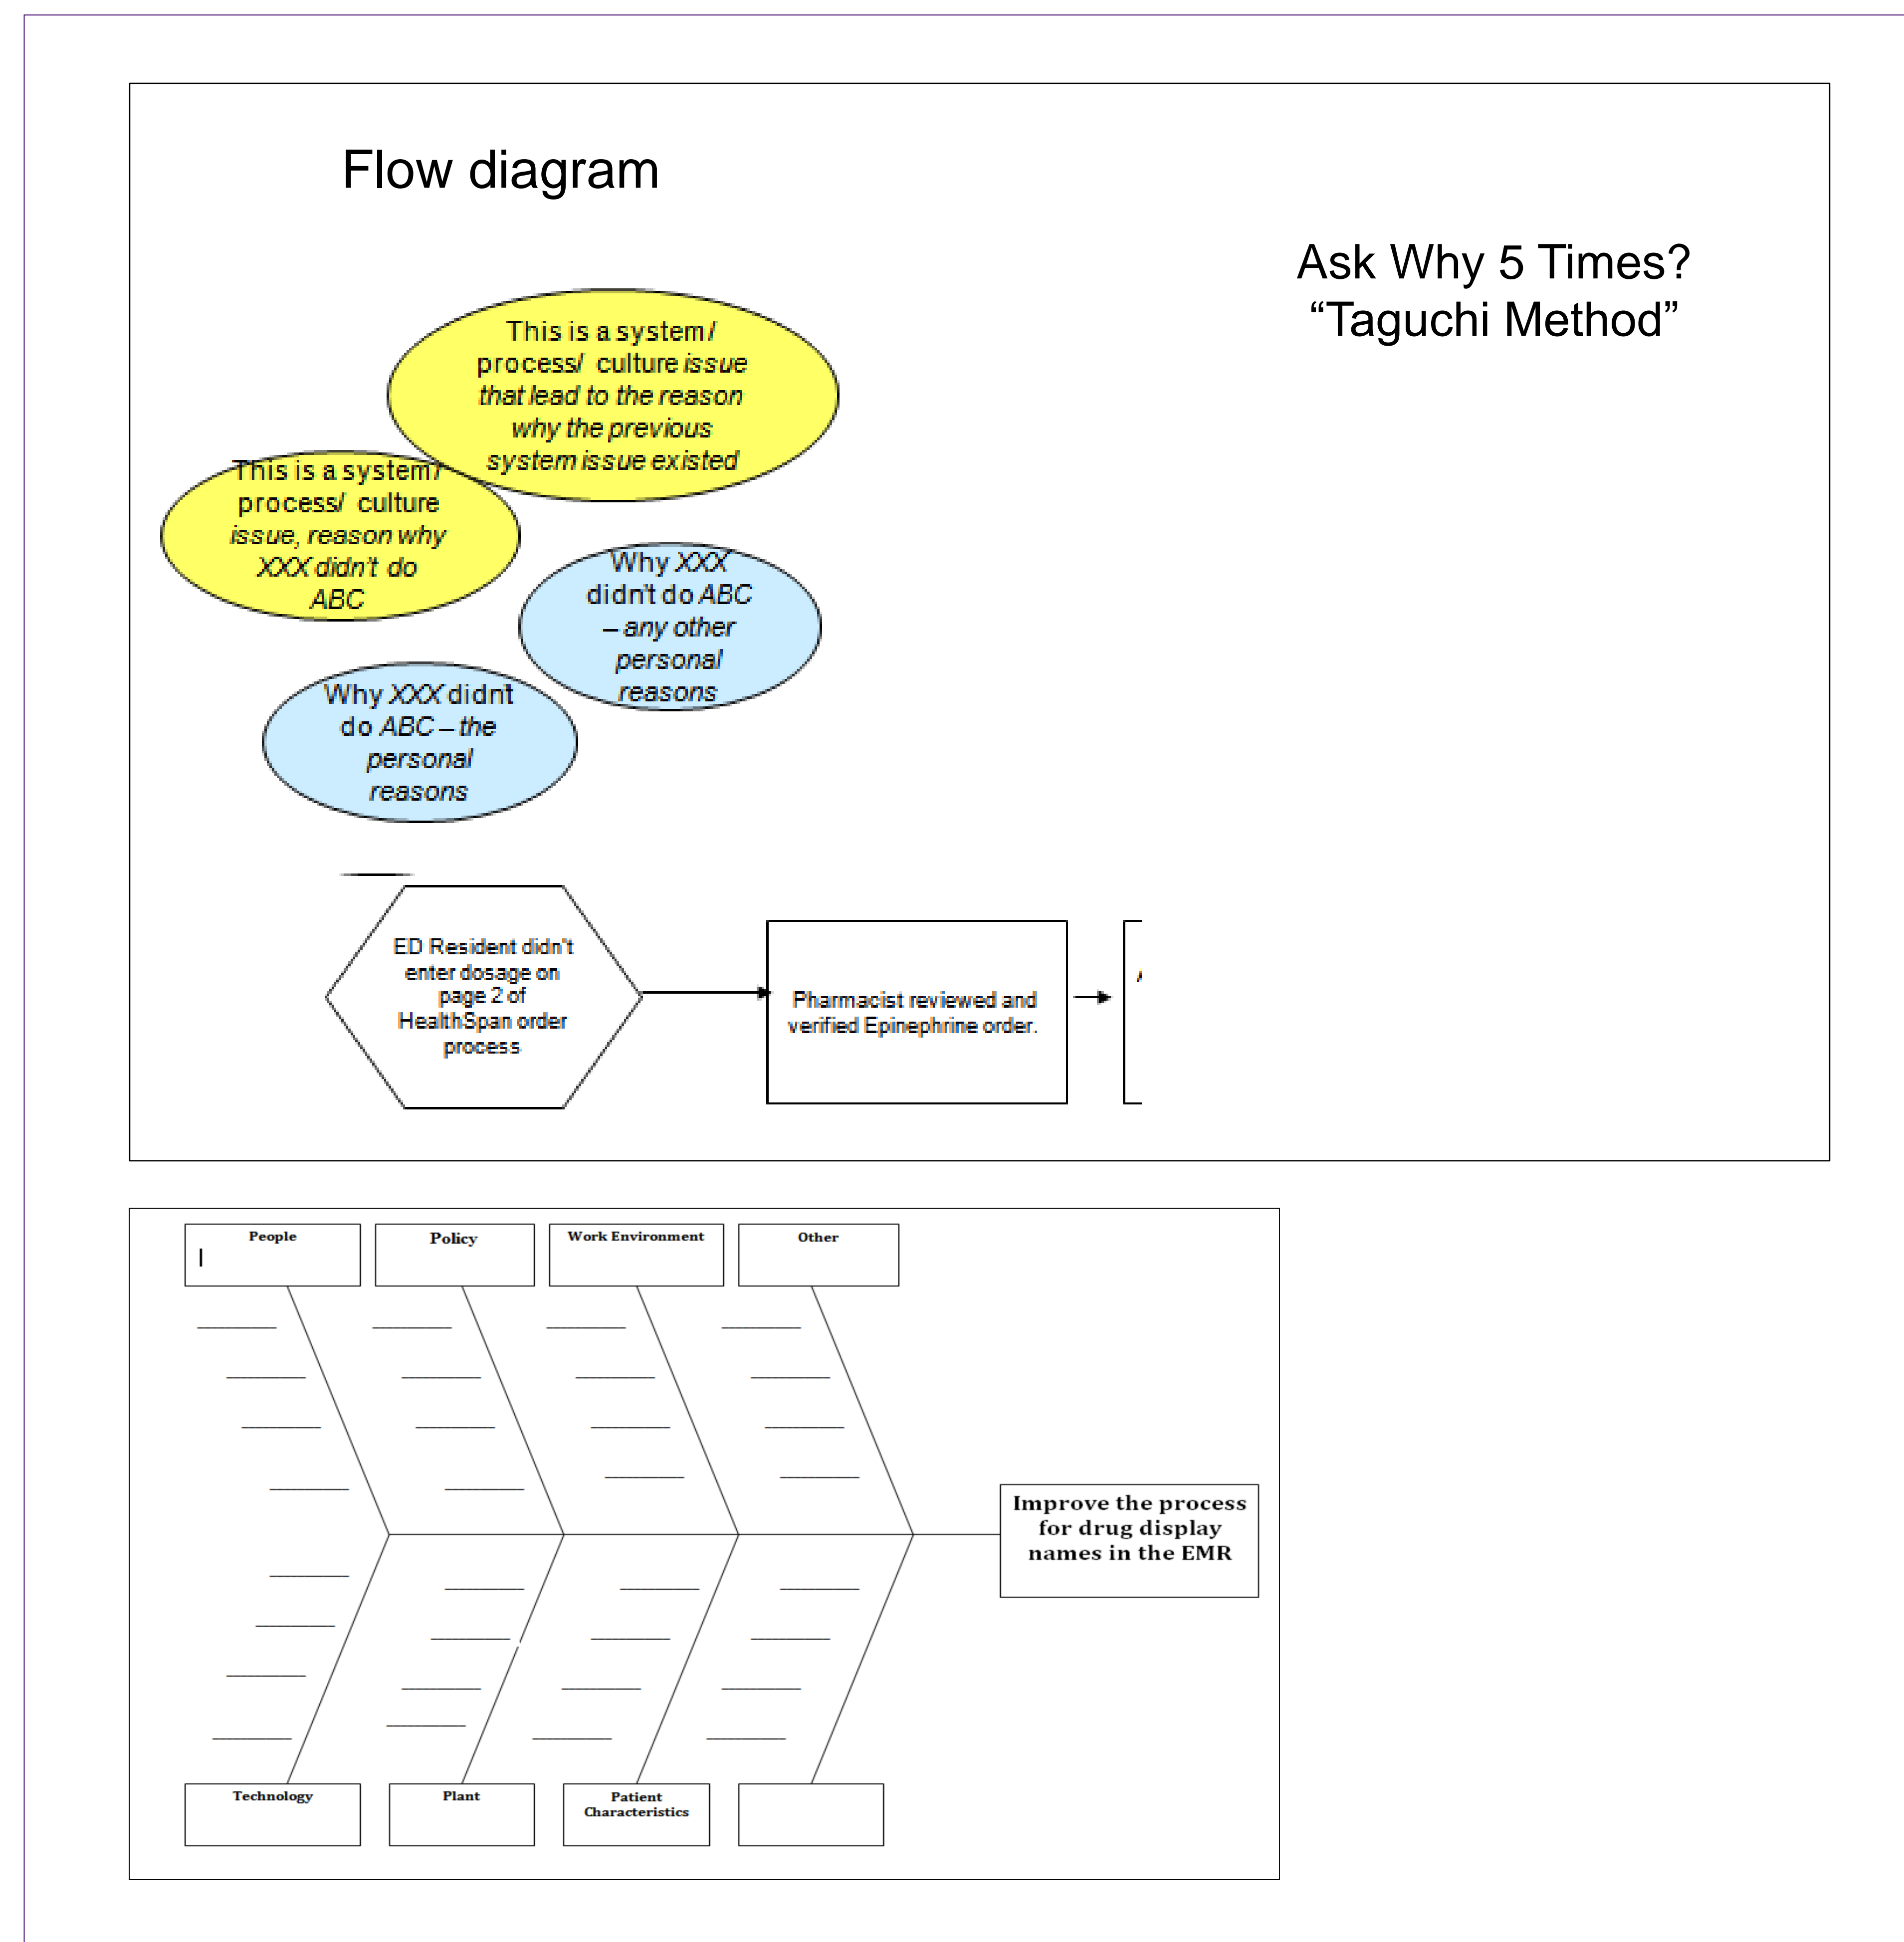 Flow diagram
Ask Why 5 Times?
“Taguchi Method”
This is a system/
process/ culture issue
that lead to the reason
why the previous
system issue existed
This is a system/
process/ culture
issue, reason why
XXX didn't do
ABC
Why XXX
didn't do ABC
– any other
personal
reasons
Why XXX didn't
do ABC – the
personal
reasons
ED Resident didn't
enter dosage on
page 2 of
HealthSpan order
process
Pharmacist reviewed and
verified Epinephrine order.
People
Policy
Work Environment
Other
Improve the process
for drug display
names in the EMR
Technology
Plant
Patient
Characteristics